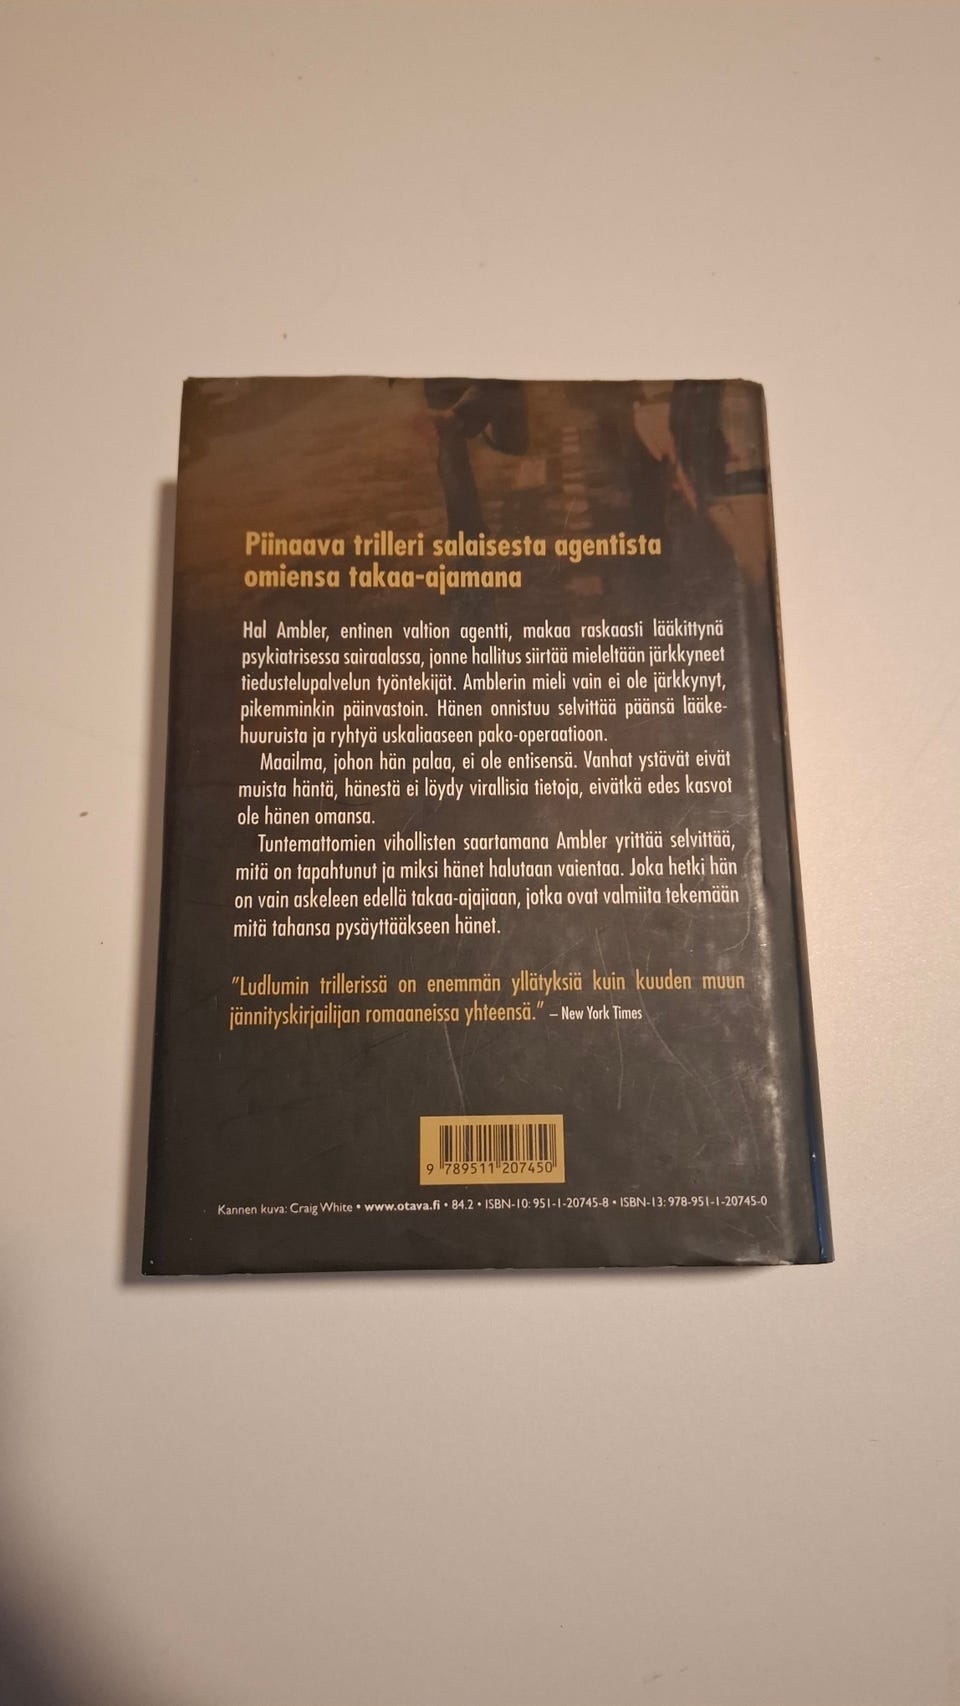 Piinaava trilleri salaisesta agentista
omiensa takaa-ajamana
Hal Ambler, entinen valtion agentti, makaa raskaasti lääkittynä
psykiatrisessa sairaalassa, jonne hallitus siirtää mieleltään järkkyneet
tiedustelupalvelun työntekijät. Amblerin mieli vain ei ole järkkynyt,
pikemminkin päinvastoin. Hänen onnistuu selvittää päänsä lääke-
huuruista ja ryhtyä uskaliaaseen pako-operaatioon.
Maailma, johon hän palaa, ei ole entisensä. Vanhat ystävät eivät
muista häntä, hänestä ei löydy virallisia tietoja, eivätkä edes kasvot
ole hänen omansa.
Tuntemattomien vihollisten saartamana Ambler yrittää selvittää,
mitä on tapahtunut ja miksi hänet halutaan vaientaa. Joka hetki hän
on vain askeleen edellä takaa-ajajiaan, jotka ovat valmiita tekemään
mitä tahansa pysäyttääkseen hänet.
"Ludlumin trillerissä on enemmän yllätyksiä kuin kuuden muun
jännityskirjailijan romaaneissa yhteensä." – New York Times
9 789511 207450
Kannen kuva: Craig White • www.otava.fi • 84.2 • ISBN-10: 951-1-20745-8 • ISBN-13: 978-951-1-20745-0